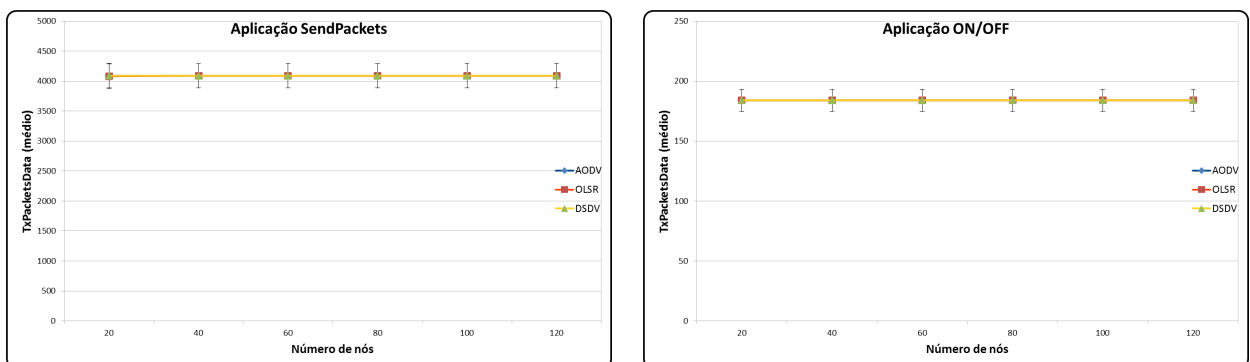 Aplicação SendPackets
TxPacketsData (médio)
5000
4500
4000
3500
3000
2500
2000
1500
1000
500
0
20 40 60 80 100 120
Número de nós
AODV
OLSR
DSDV
Aplicação ON/OFF
TxPacketsData (médio)
250
200
150
100
50
0
20 40 60 80 100 120
Número de nós
AODV
OLSR
DSDV